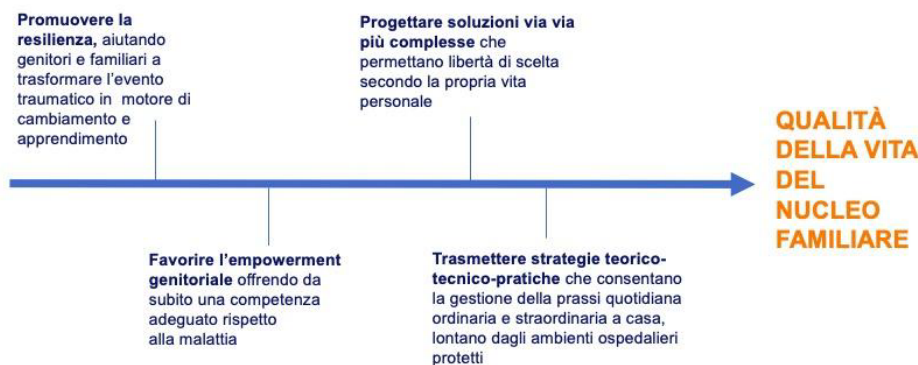 Promuovere la
resilienza, aiutando
genitori e familiari a
trasformare l'evento
traumatico in motore di
cambiamento e
apprendimento
Progettare soluzioni via via
più complesse che
permettano libertà di scelta
secondo la propria vita
personale
QUALITÀ
DELLA VITA
DEL
NUCLEO
FAMILIARE
Favorire l'empowerment
genitoriale offrendo da
subito una competenza
adeguato rispetto
alla malattia
Trasmettere strategie teorico-
tecnico-pratiche che consentano
la gestione della prassi quotidiana
ordinaria e straordinaria a casa,
lontano dagli ambienti ospedalieri
protetti